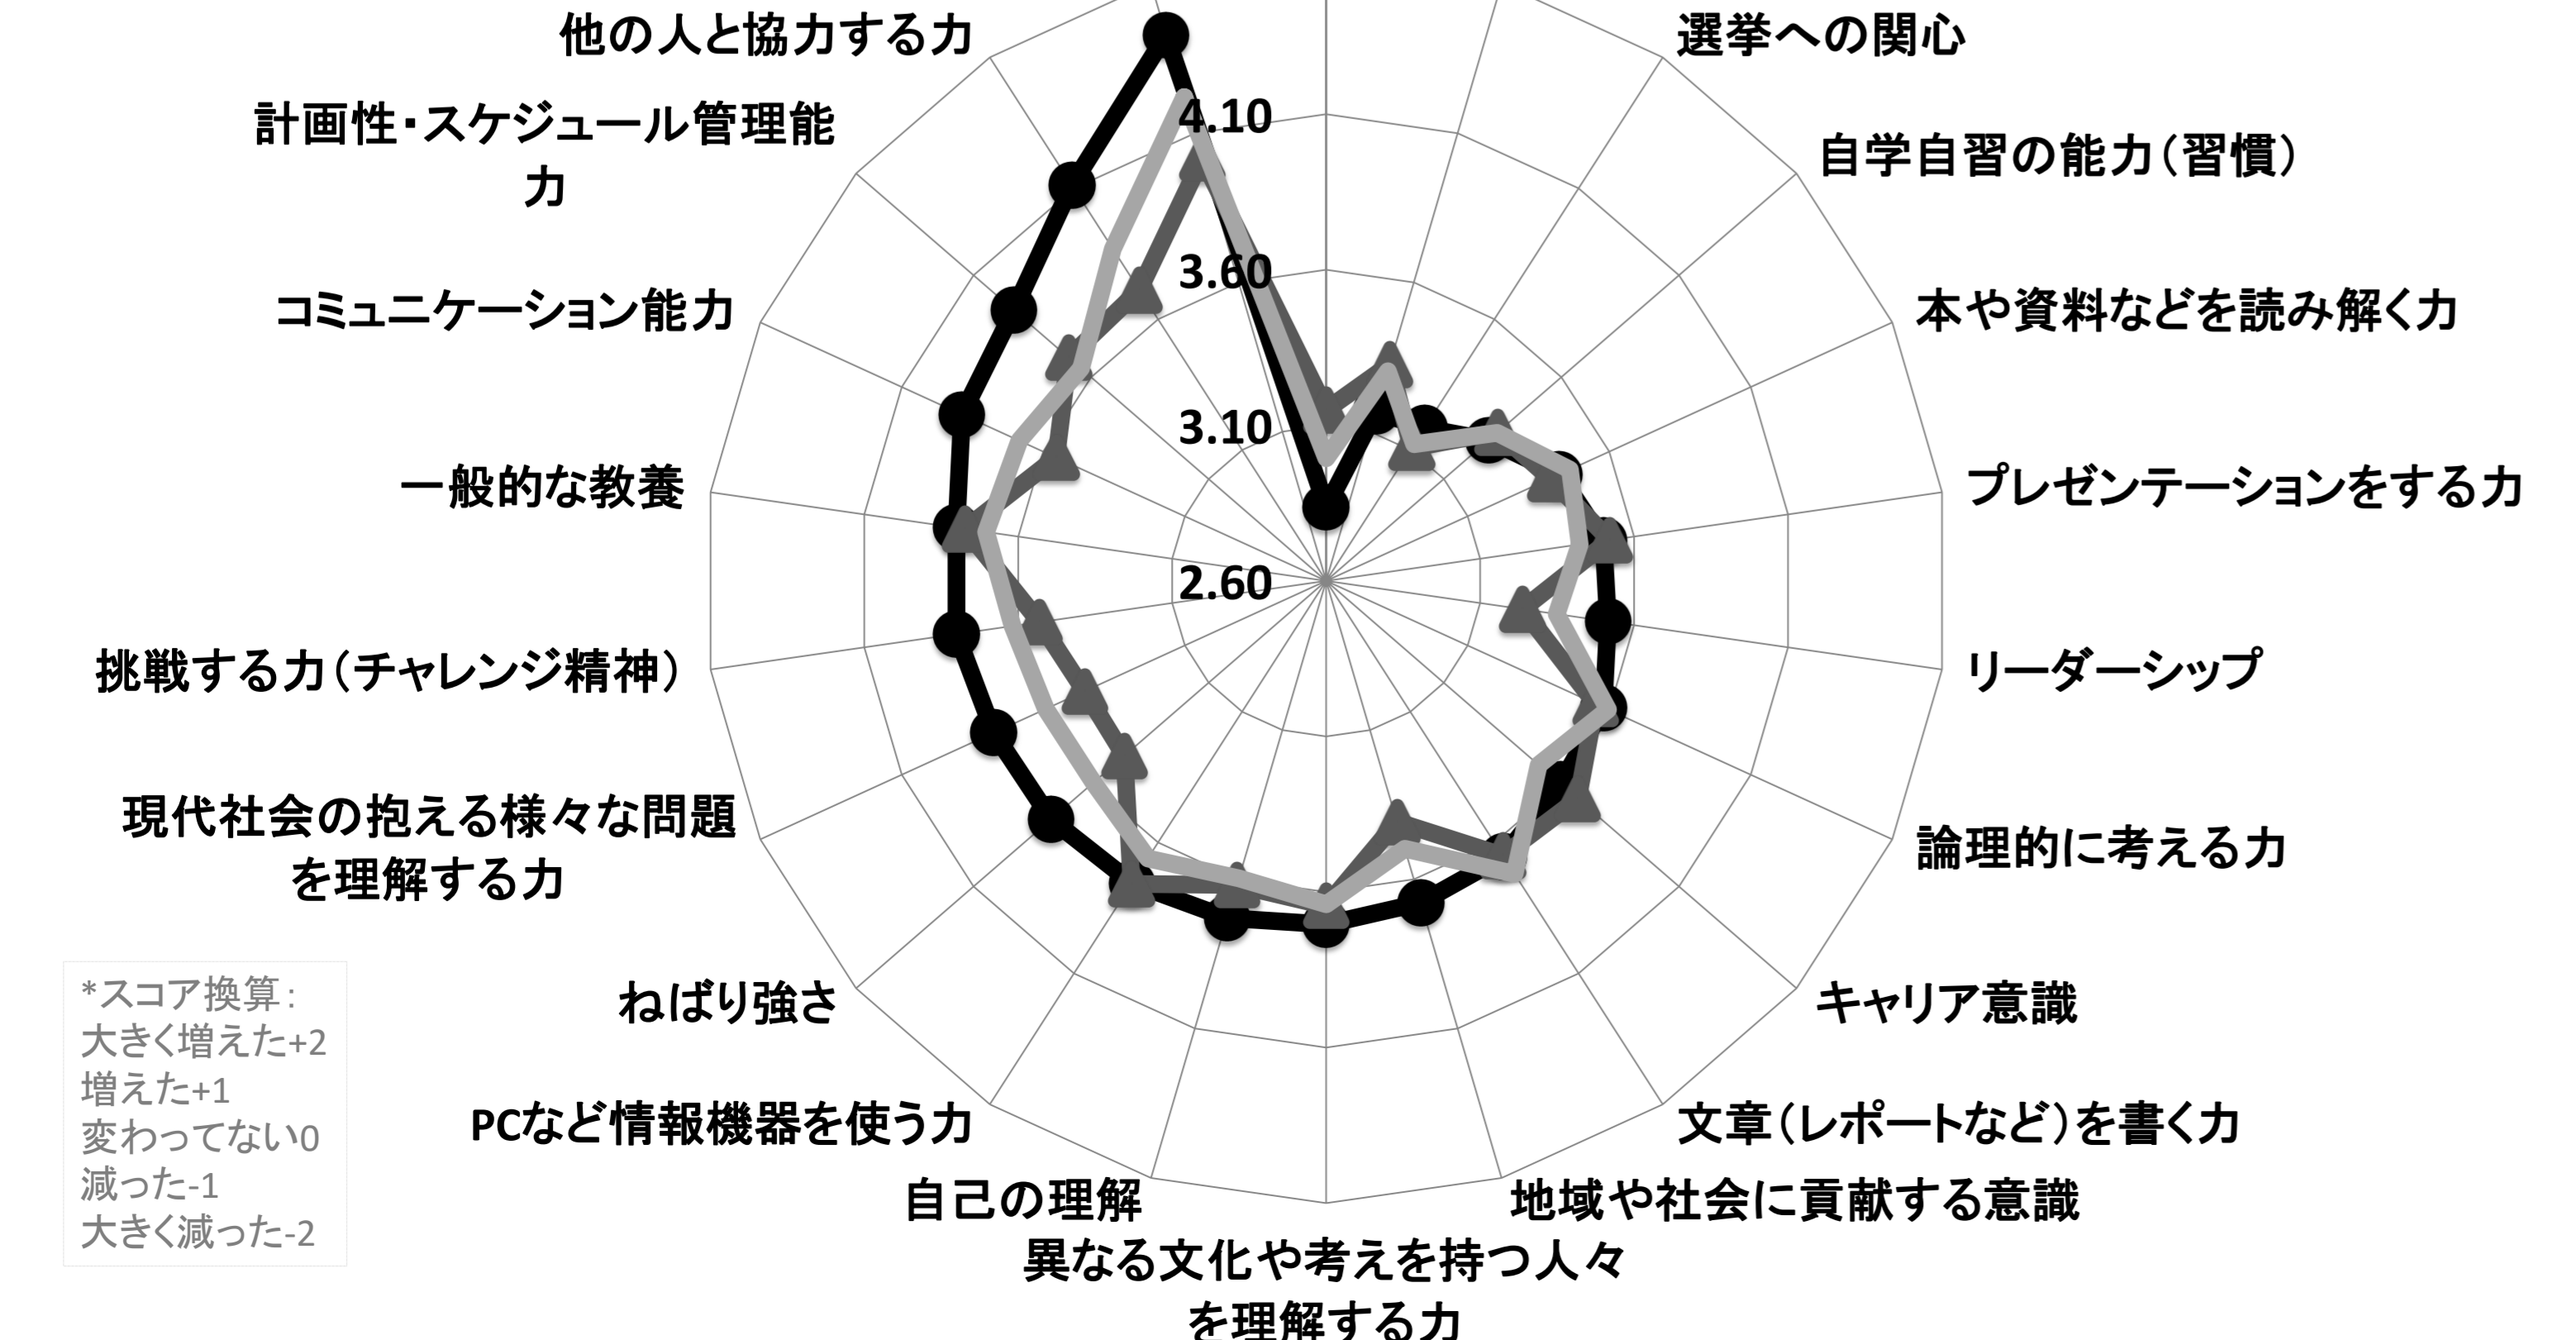 他の人と協力する力
選挙への関心
計画性・スケジュール管理能
力
4.10
自学自習の能力（習慣）
コミュニケーション能力
3.60
本や資料などを読み解く力
一般的な教養
3.10
プレゼンテーションをする力
2.60
挑戦する力（チャレンジ精神）
リーダーシップ
現代社会の抱える様々な問題
を理解する力
論理的に考える力
ねばり強さ
キャリア意識
PCなど情報機器を使う力
文章（レポートなど）を書く力
自己の理解
地域や社会に貢献する意識
異なる文化や考えを持つ人々
を理解する力
*スコア換算：
大きく増えた+2
増えた+1
変わってない0
減った-1
大きく減った-2